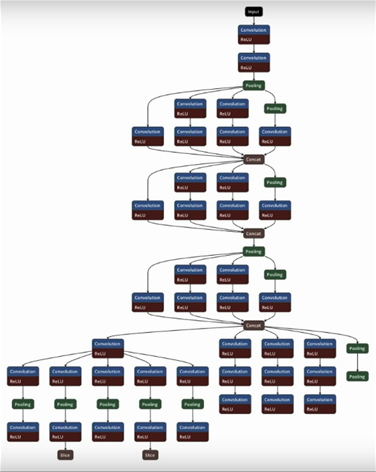 Input
Convolution
ReLU
Convolution
ReLU
Pooling
Convolution Convolution Pooling
ReLU ReLU
Convolution Convolution Convolution Convolution
ReLU ReLU ReLU ReLU
Concat
Convolution Convolution Pooling
ReLU ReLU
Convolution Convolution Convolution Convolution
ReLU ReLU ReLU ReLU
Concat
Pooling
Convolution Convolution Pooling
ReLU ReLU
Convolution Convolution Convolution Convolution
ReLU ReLU ReLU ReLU
Concat
Convolution Convolution Convolution Convolution Pooling
ReLU ReLU ReLU ReLU
Convolution Convolution Convolution Convolution Convolution Convolution Convolution Convolution Pooling
ReLU ReLU ReLU ReLU ReLU ReLU ReLU ReLU
Pooling Pooling Pooling Pooling Pooling Convolution Convolution Convolution
ReLU ReLU ReLU
Convolution Convolution Convolution Convolution Convolution
ReLU ReLU ReLU ReLU ReLU
Slice Slice